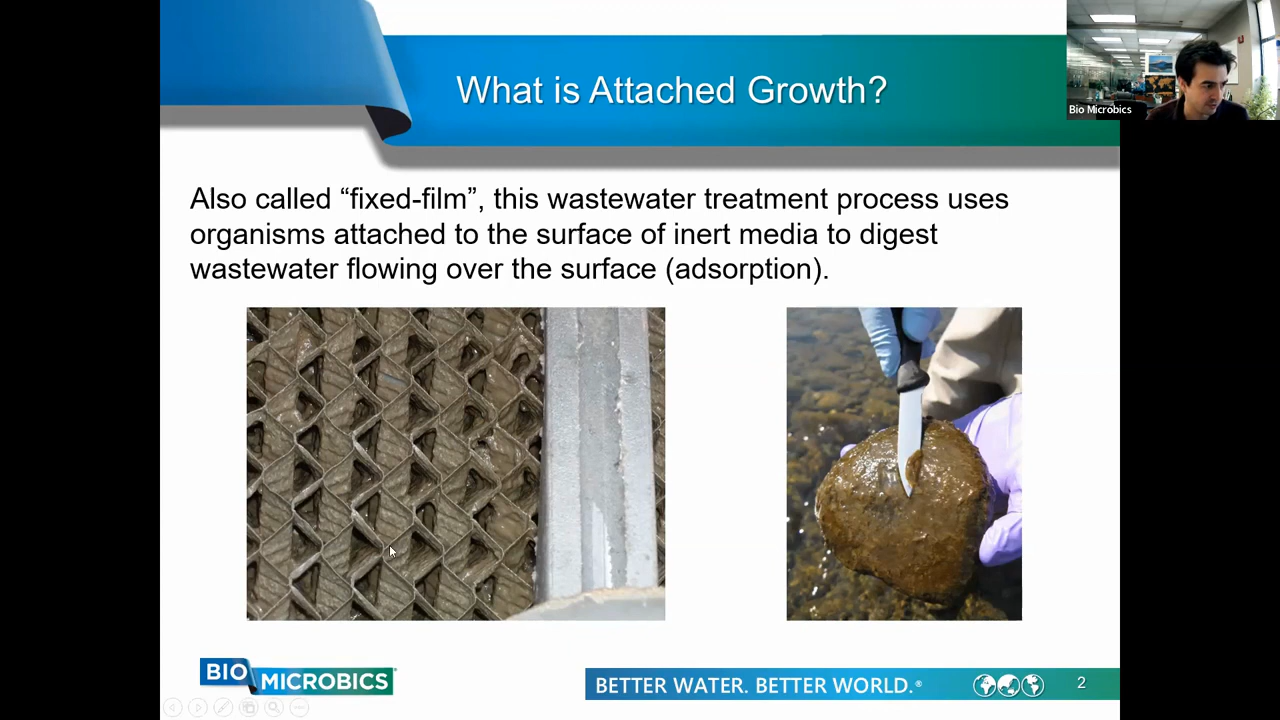 What is Attached Growth?
Bio Microbics
Also called “fixed-film”, this wastewater treatment process uses
organisms attached to the surface of inert media to digest
wastewater flowing over the surface (adsorption).
BIO MICROBICS®
BETTER WATER. BETTER WORLD.®
2